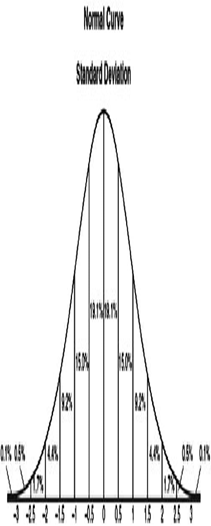 Normal Curve
Standard Deviation
19.1% 19.1%
15.0% 15.0%
9.2% 9.2%
4.4% 4.4%
0.1% 0.5% 0.5% 0.1%
1.7% 1.7%
-3 -2.5 -2 -1.5 -1 -0.5 0 0.5 1 1.5 2 2.5 3